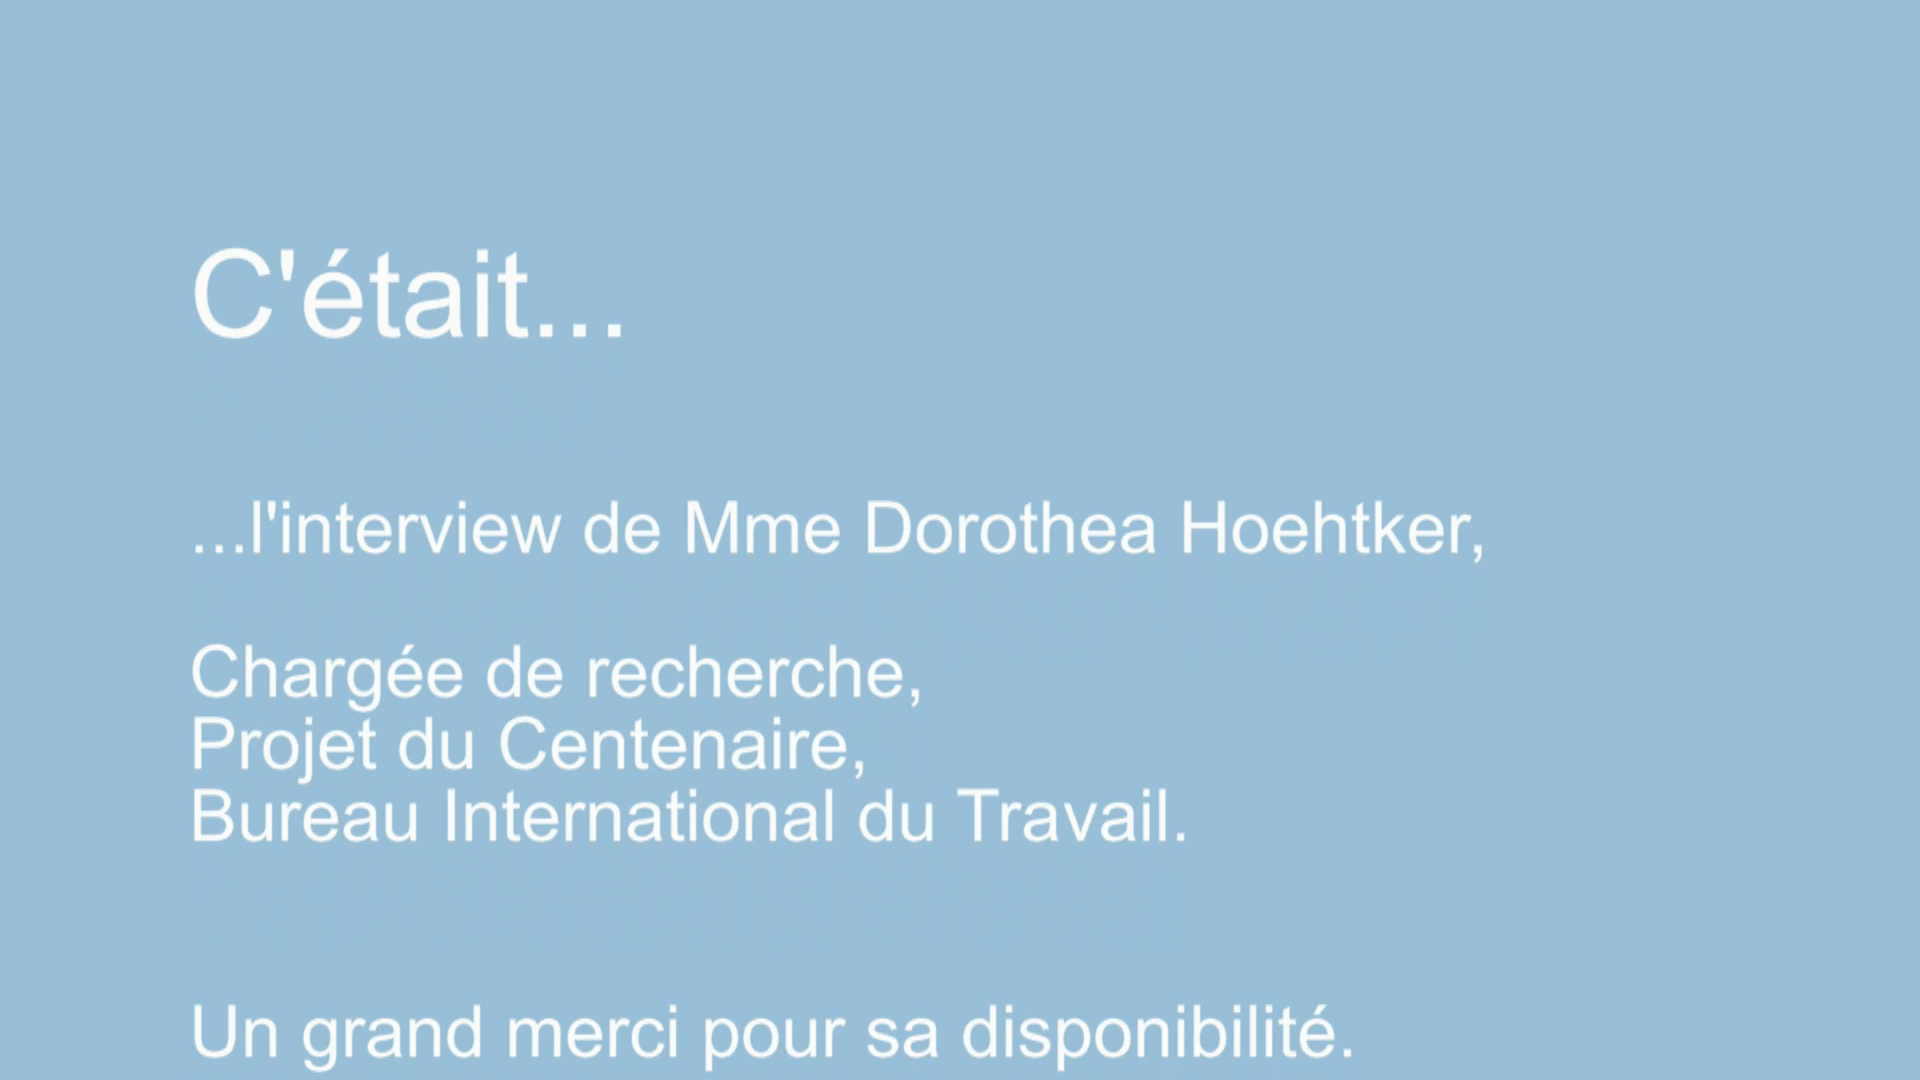 C'était...
...l'interview de Mme Dorothea Hoehtker,
Chargée de recherche,
Projet du Centenaire,
Bureau International du Travail.
Un grand merci pour sa disponibilité.